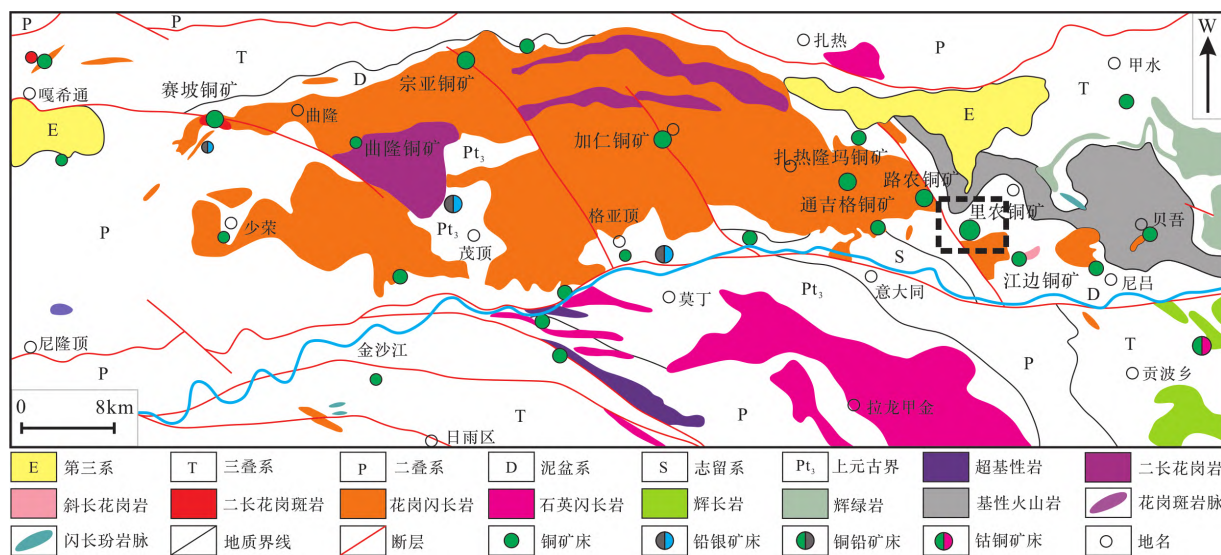 P
P
W
T
扎热
P
甲水
嘎希通
赛坡铜矿
D
宗亚铜矿
T
E
曲隆
E
曲隆铜矿
Pt3
加仁铜矿
扎热隆玛铜矿
路农铜矿
通吉格铜矿
里农铜矿
贝吾
P
少荣
Pt3
茂顶
格亚顶
S
江边铜矿
尼吕
莫丁
Pt3
意大同
D
尼隆顶
金沙江
T
贡波乡
P
拉龙甲金
0 8km
T
日雨区
P
P
E 第三系 T 三叠系 P 二叠系 D 泥盆系 S 志留系 Pt3 上元古界 超基性岩 二长花岗岩
斜长花岗岩 二长花岗斑岩 花岗闪长岩 石英闪长岩 辉长岩 辉绿岩 基性火山岩 花岗斑岩脉
闪长玢岩脉 地质界线 断层 铜矿床 铅银矿床 铜铅矿床 钴铜矿床 地名